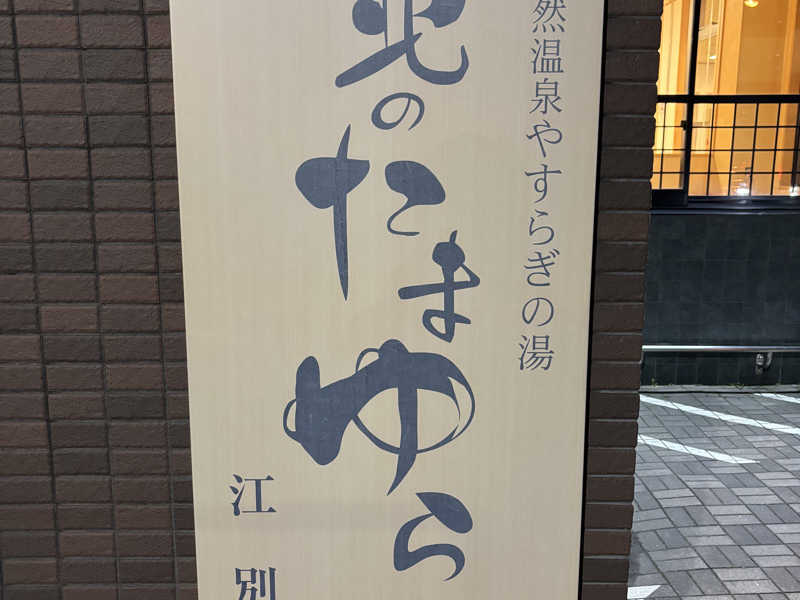 然温泉やすらぎの湯
北のたまゆら
江別